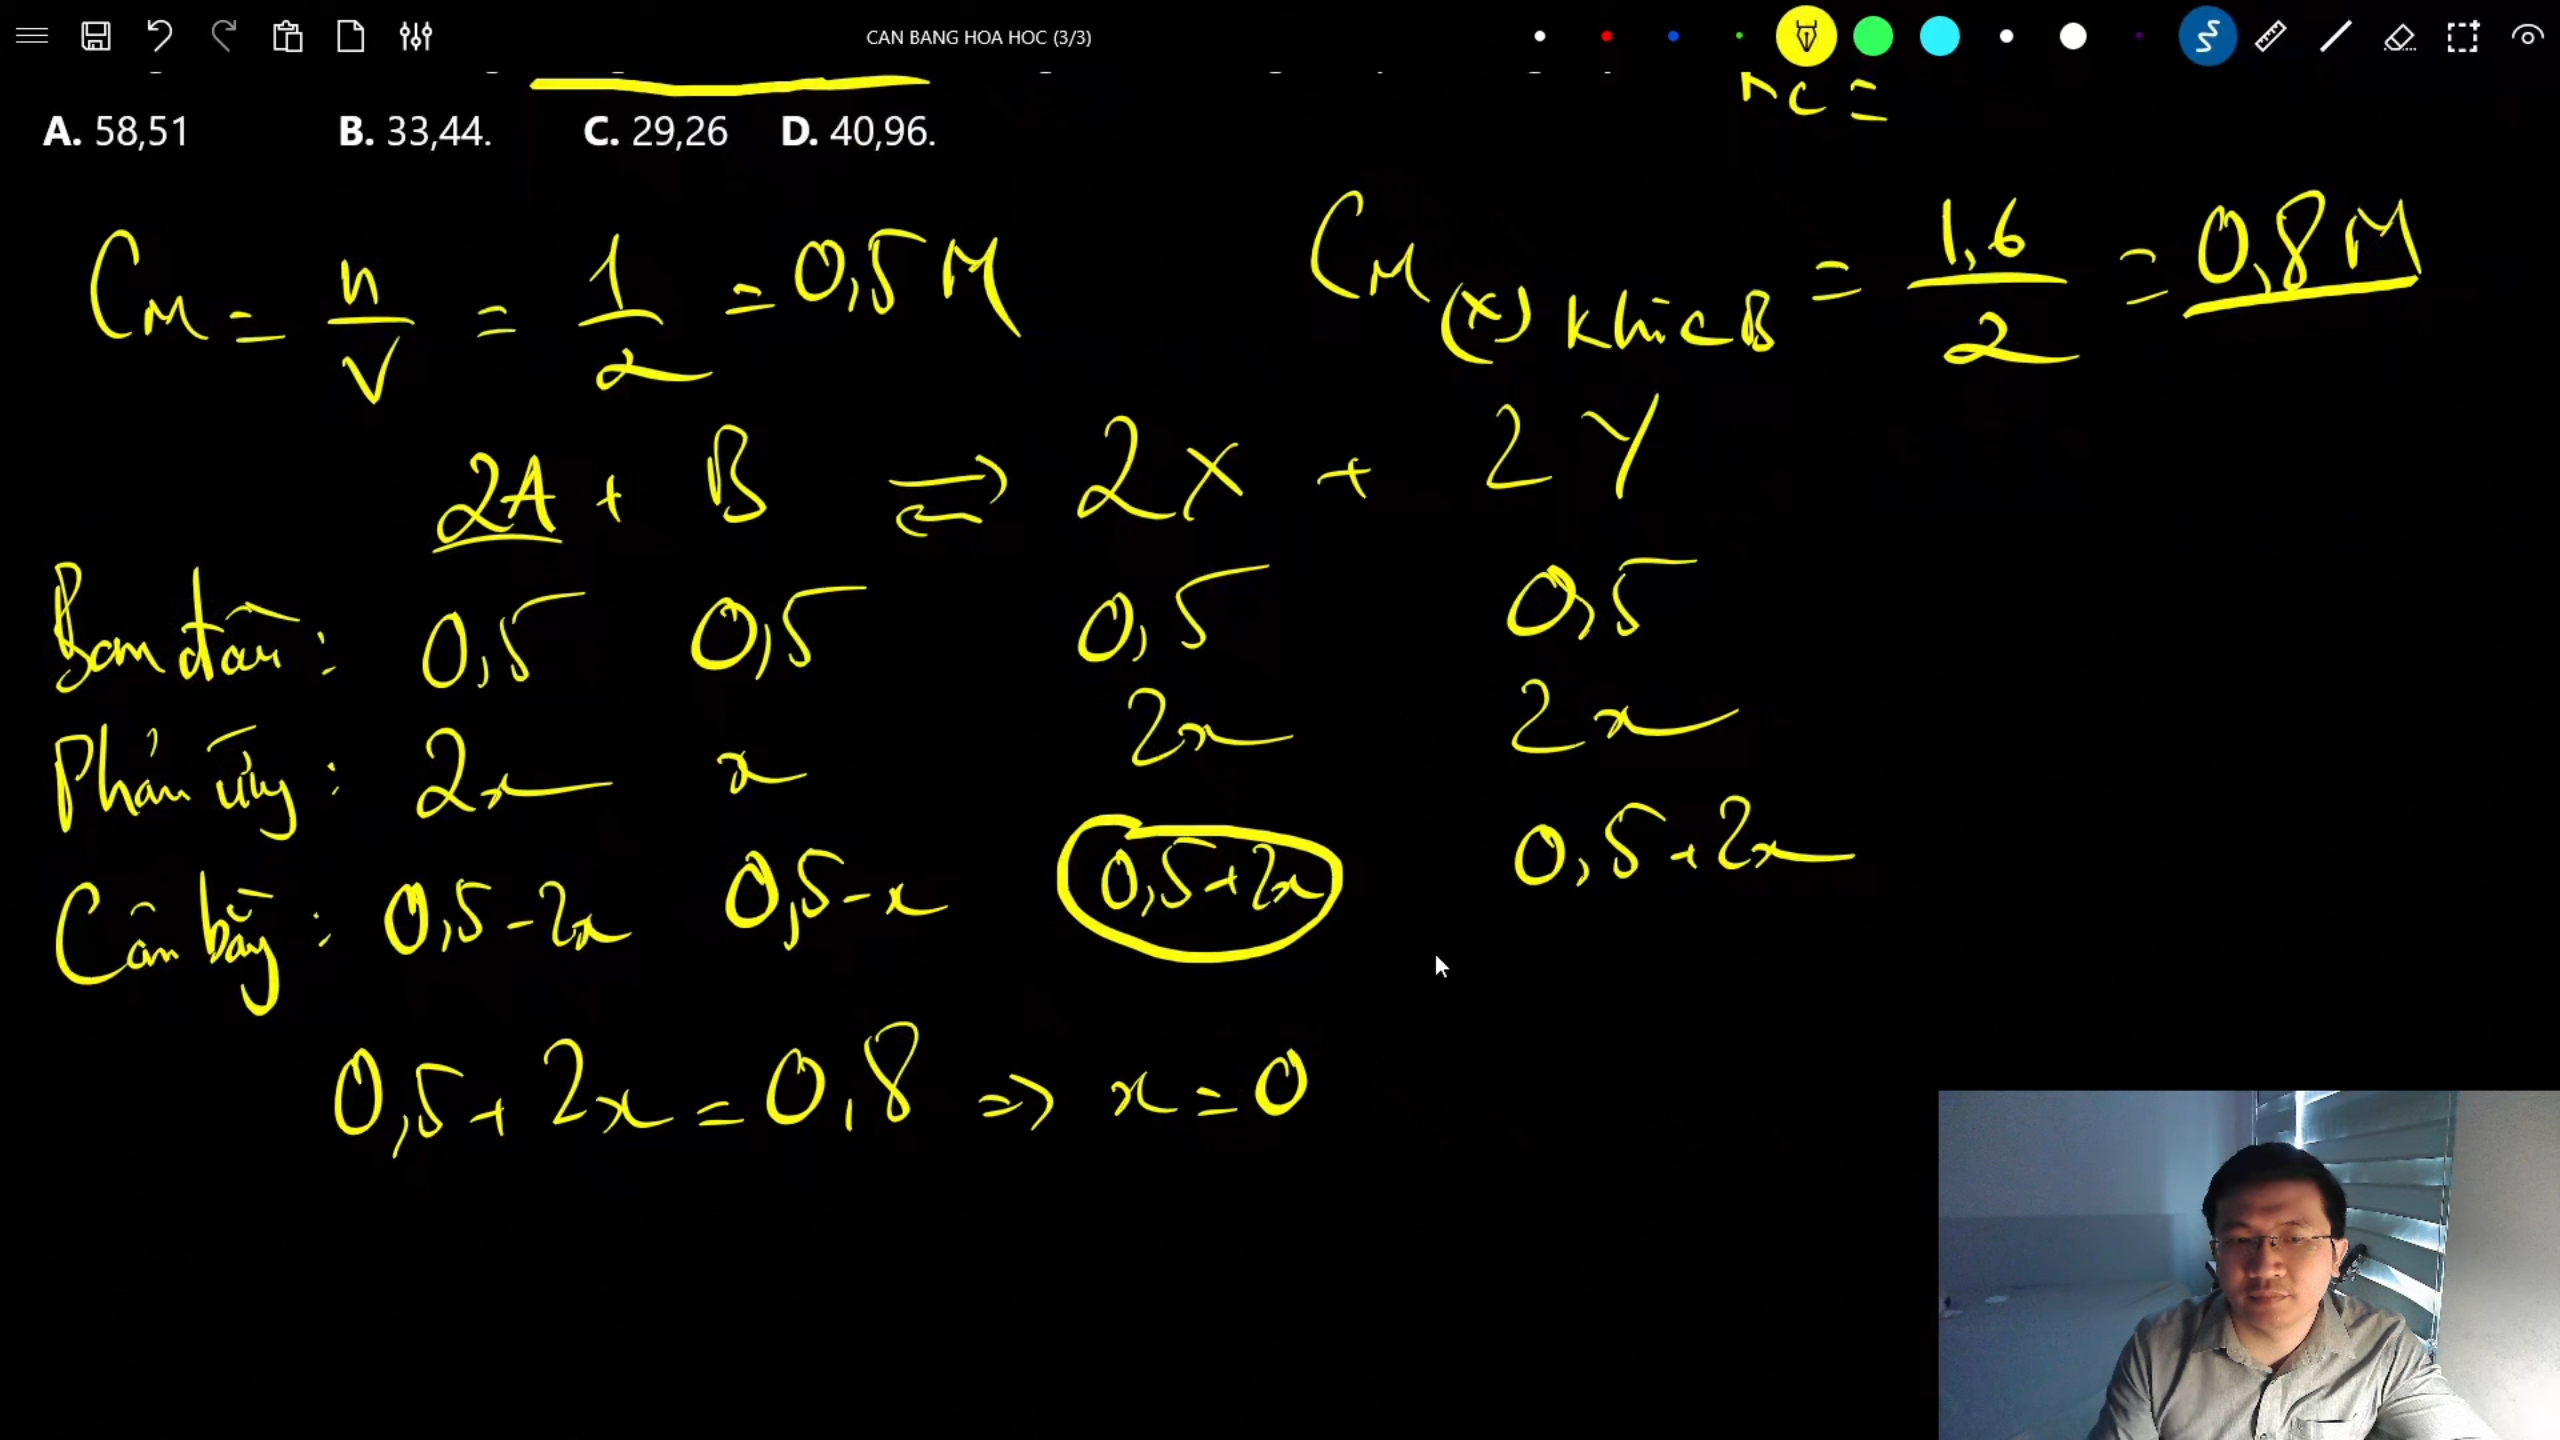 CAN BANG HOA HOC (3/3)
Kc =
A. 58,51 B. 33,44. C. 29,26 D. 40,96.
CM = n/V = 1/2 = 0,5 M
CM (X) khi CB = 1,6/2 = 0,8 M
2A + B ⇌ 2X + 2Y
Ban đầu: 0,5 0,5 0,5 0,5
Phản ứng: 2x x 2x 2x
Cân bằng: 0,5-2x 0,5-x 0,5+2x 0,5+2x
0,5 + 2x = 0,8 => x = 0